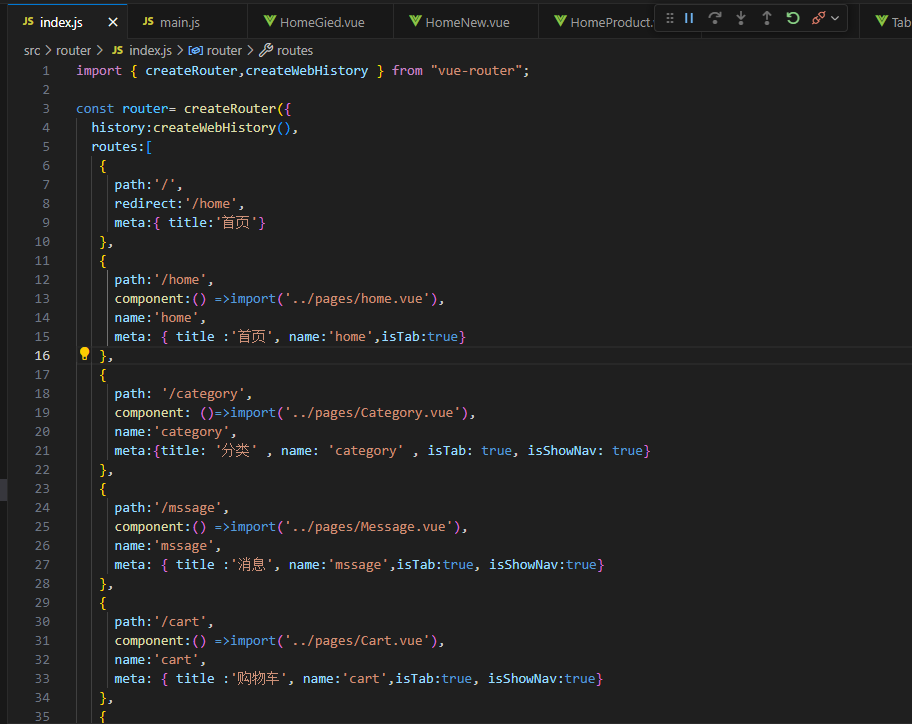 index.js
main.js
HomeGied.vue
HomeNew.vue
HomeProduct.
Tab
src > router > JS index.js > router > routes
1 import { createRouter,createWebHistory } from "vue-router";
2
3 const router= createRouter({
4 history:createWebHistory(),
5 routes:[
6 {
7 path:'/',
8 redirect:'/home',
9 meta:{ title:'首页'}
10 },
11 {
12 path:'/home',
13 component:() =>import('../pages/home.vue'),
14 name:'home',
15 meta: { title :'首页', name:'home',isTab:true}
16 },
17 {
18 path: '/category',
19 component: ()=>import('../pages/Category.vue'),
20 name:'category',
21 meta:{title: '分类' , name: 'category' , isTab: true, isShowNav: true}
22 },
23 {
24 path:'/mssage',
25 component:() =>import('../pages/Message.vue'),
26 name:'mssage',
27 meta: { title :'消息', name:'mssage',isTab:true, isShowNav:true}
28 },
29 {
30 path:'/cart',
31 component:() =>import('../pages/Cart.vue'),
32 name:'cart',
33 meta: { title :'购物车', name:'cart',isTab:true, isShowNav:true}
34 },
35 {